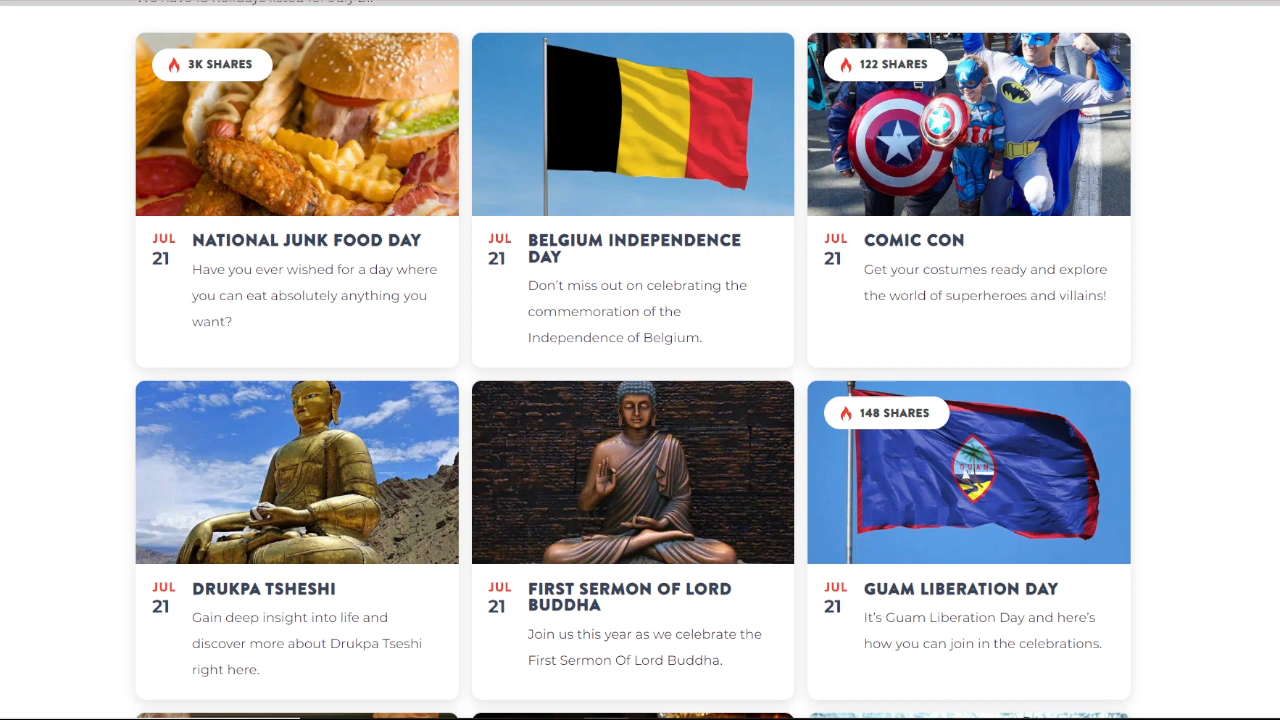 3K SHARES
122 SHARES
JUL
21
NATIONAL JUNK FOOD DAY
Have you ever wished for a day where
you can eat absolutely anything you
want?
JUL
21
BELGIUM INDEPENDENCE
DAY
Don't miss out on celebrating the
commemoration of the
Independence of Belgium.
JUL
21
COMIC CON
Get your costumes ready and explore
the world of superheroes and villains!
148 SHARES
GUAM
JUL
21
DRUKPA TSHESHI
Gain deep insight into life and
discover more about Drukpa Tseshi
right here.
JUL
21
FIRST SERMON OF LORD
BUDDHA
Join us this year as we celebrate the
First Sermon Of Lord Buddha.
JUL
21
GUAM LIBERATION DAY
It's Guam Liberation Day and here's
how you can join in the celebrations.